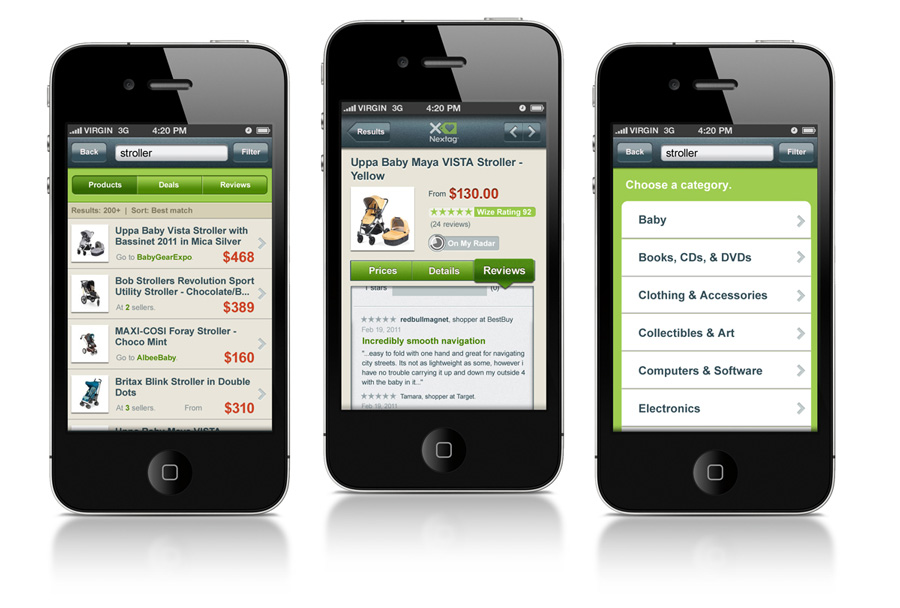 VIRGIN 3G 4:20 PM
Back stroller Filter
Products Deals Reviews
Results: 200+ | Sort: Best match
Uppa Baby Vista Stroller with
Bassinet 2011 in Mica Silver
Go to BabyGearExpo. $468
Bob Strollers Revolution Sport
Utility Stroller - Chocolate/B...
At 2 sellers. $389
MAXI-COSI Foray Stroller -
Choco Mint
Go to AlbeeBaby. $160
Britax Blink Stroller in Double
Dots
At 3 sellers. From $310
Uppa Baby Maya VISTA
VIRGIN 3G 4:20 PM
Results Nextag
Uppa Baby Maya VISTA Stroller -
Yellow
From $130.00
Wize Rating 92
(24 reviews)
On My Radar
Prices Details Reviews
1 stars (0)
redbullmagnet, shopper at BestBuy
Feb 19, 2011
Incredibly smooth navigation
"...easy to fold with one hand and great for navigating
city streets. Its not as lightweight as some, however i
have no trouble carrying it up and down my outside 4
with the baby in it..."
Tamara, shopper at Target.
Feb 19, 2011
VIRGIN 3G 4:20 PM
Back stroller Filter
Choose a category.
Baby
Books, CDs, & DVDs
Clothing & Accessories
Collectibles & Art
Computers & Software
Electronics